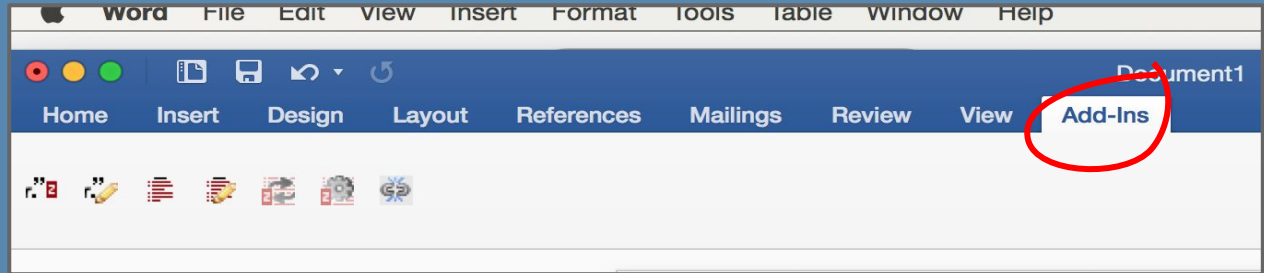 Word File Edit View Insert Format Tools Table Window Help
Document1
Home Insert Design Layout References Mailings Review View Add-Ins